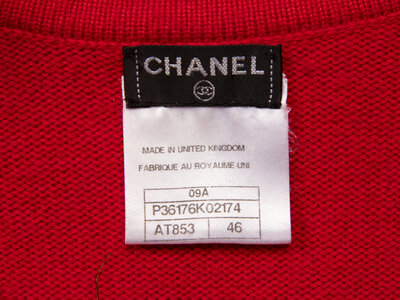 CHANEL
MADE IN UNITED KINGDOM
FABRIQUE AU ROYAUME-UNI
09A
P36176K02174
AT853 46